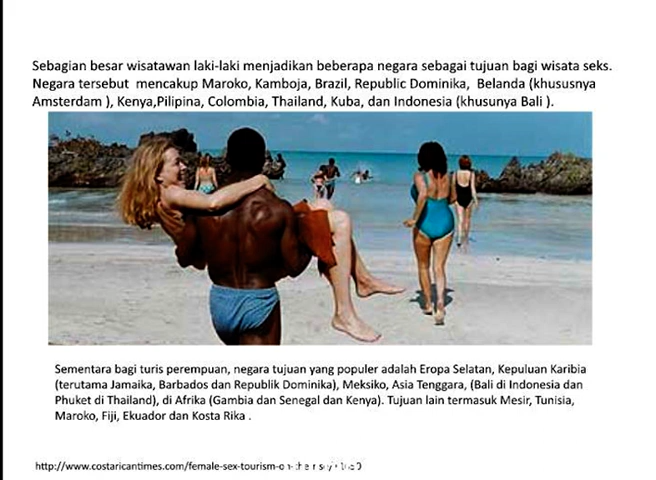 Sebagian besar wisatawan laki-laki menjadikan beberapa negara sebagai tujuan bagi wisata seks.
Negara tersebut mencakup Maroko, Kamboja, Brazil, Republic Dominika, Belanda (khususnya
Amsterdam ), Kenya,Pilipina, Colombia, Thailand, Kuba, dan Indonesia (khusunya Bali ).
Sementara bagi turis perempuan, negara tujuan yang populer adalah Eropa Selatan, Kepuluan Karibia
(terutama Jamaika, Barbados dan Republik Dominika), Meksiko, Asia Tenggara, (Bali di Indonesia dan
Phuket di Thailand), di Afrika (Gambia dan Senegal dan Kenya). Tujuan lain termasuk Mesir, Tunisia,
Maroko, Fiji, Ekuador dan Kosta Rika .
http://www.costaricantimes.com/female-sex-tourism-o